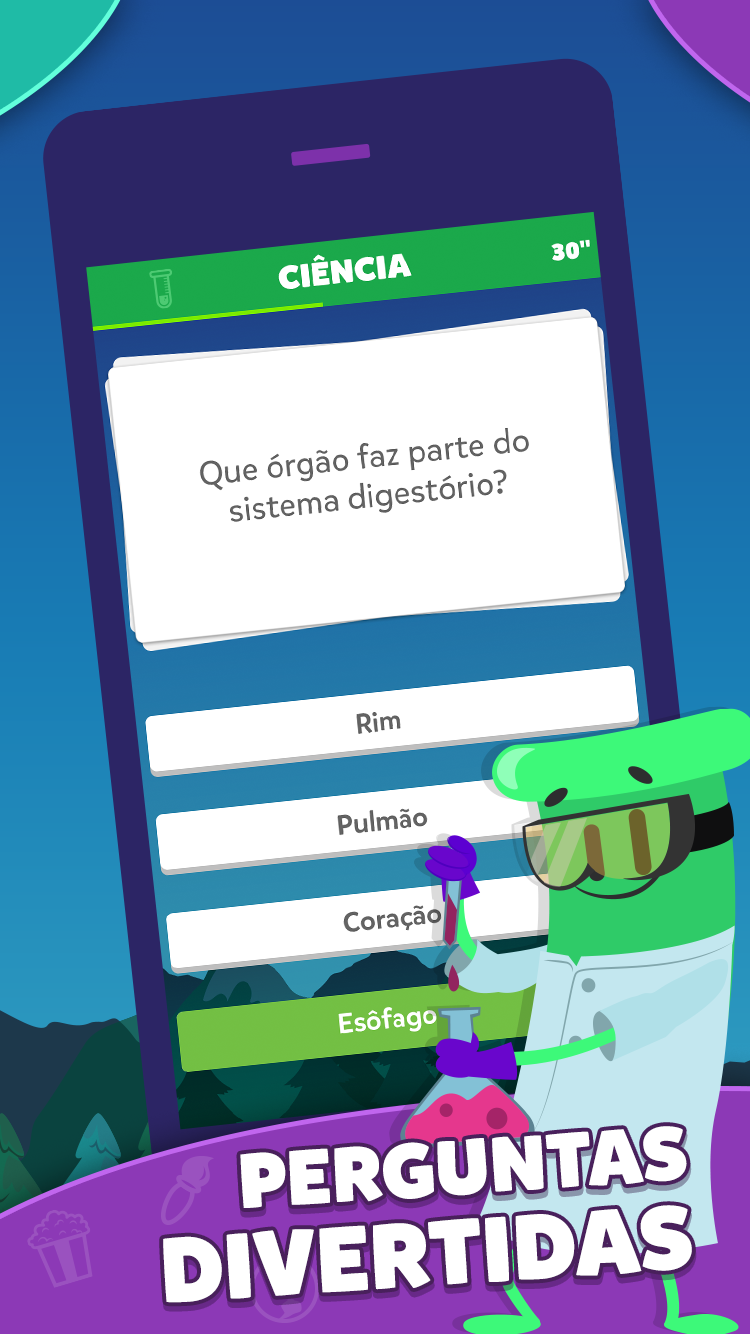 CIÊNCIA
30"
Que órgão faz parte do
sistema digestório?
Rim
Pulmão
Coração
Esôfago
PERGUNTAS
DIVERTIDAS